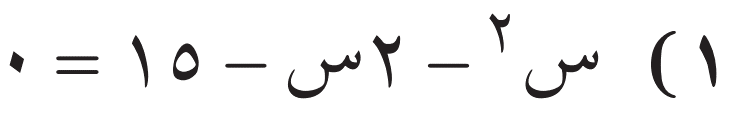 ١) س٢ – ٢س – ١٥ = ٠